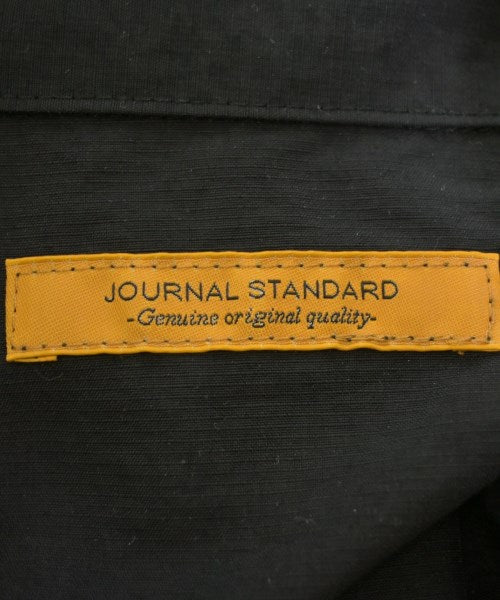 JOURNAL STANDARD
-Genuine original quality-